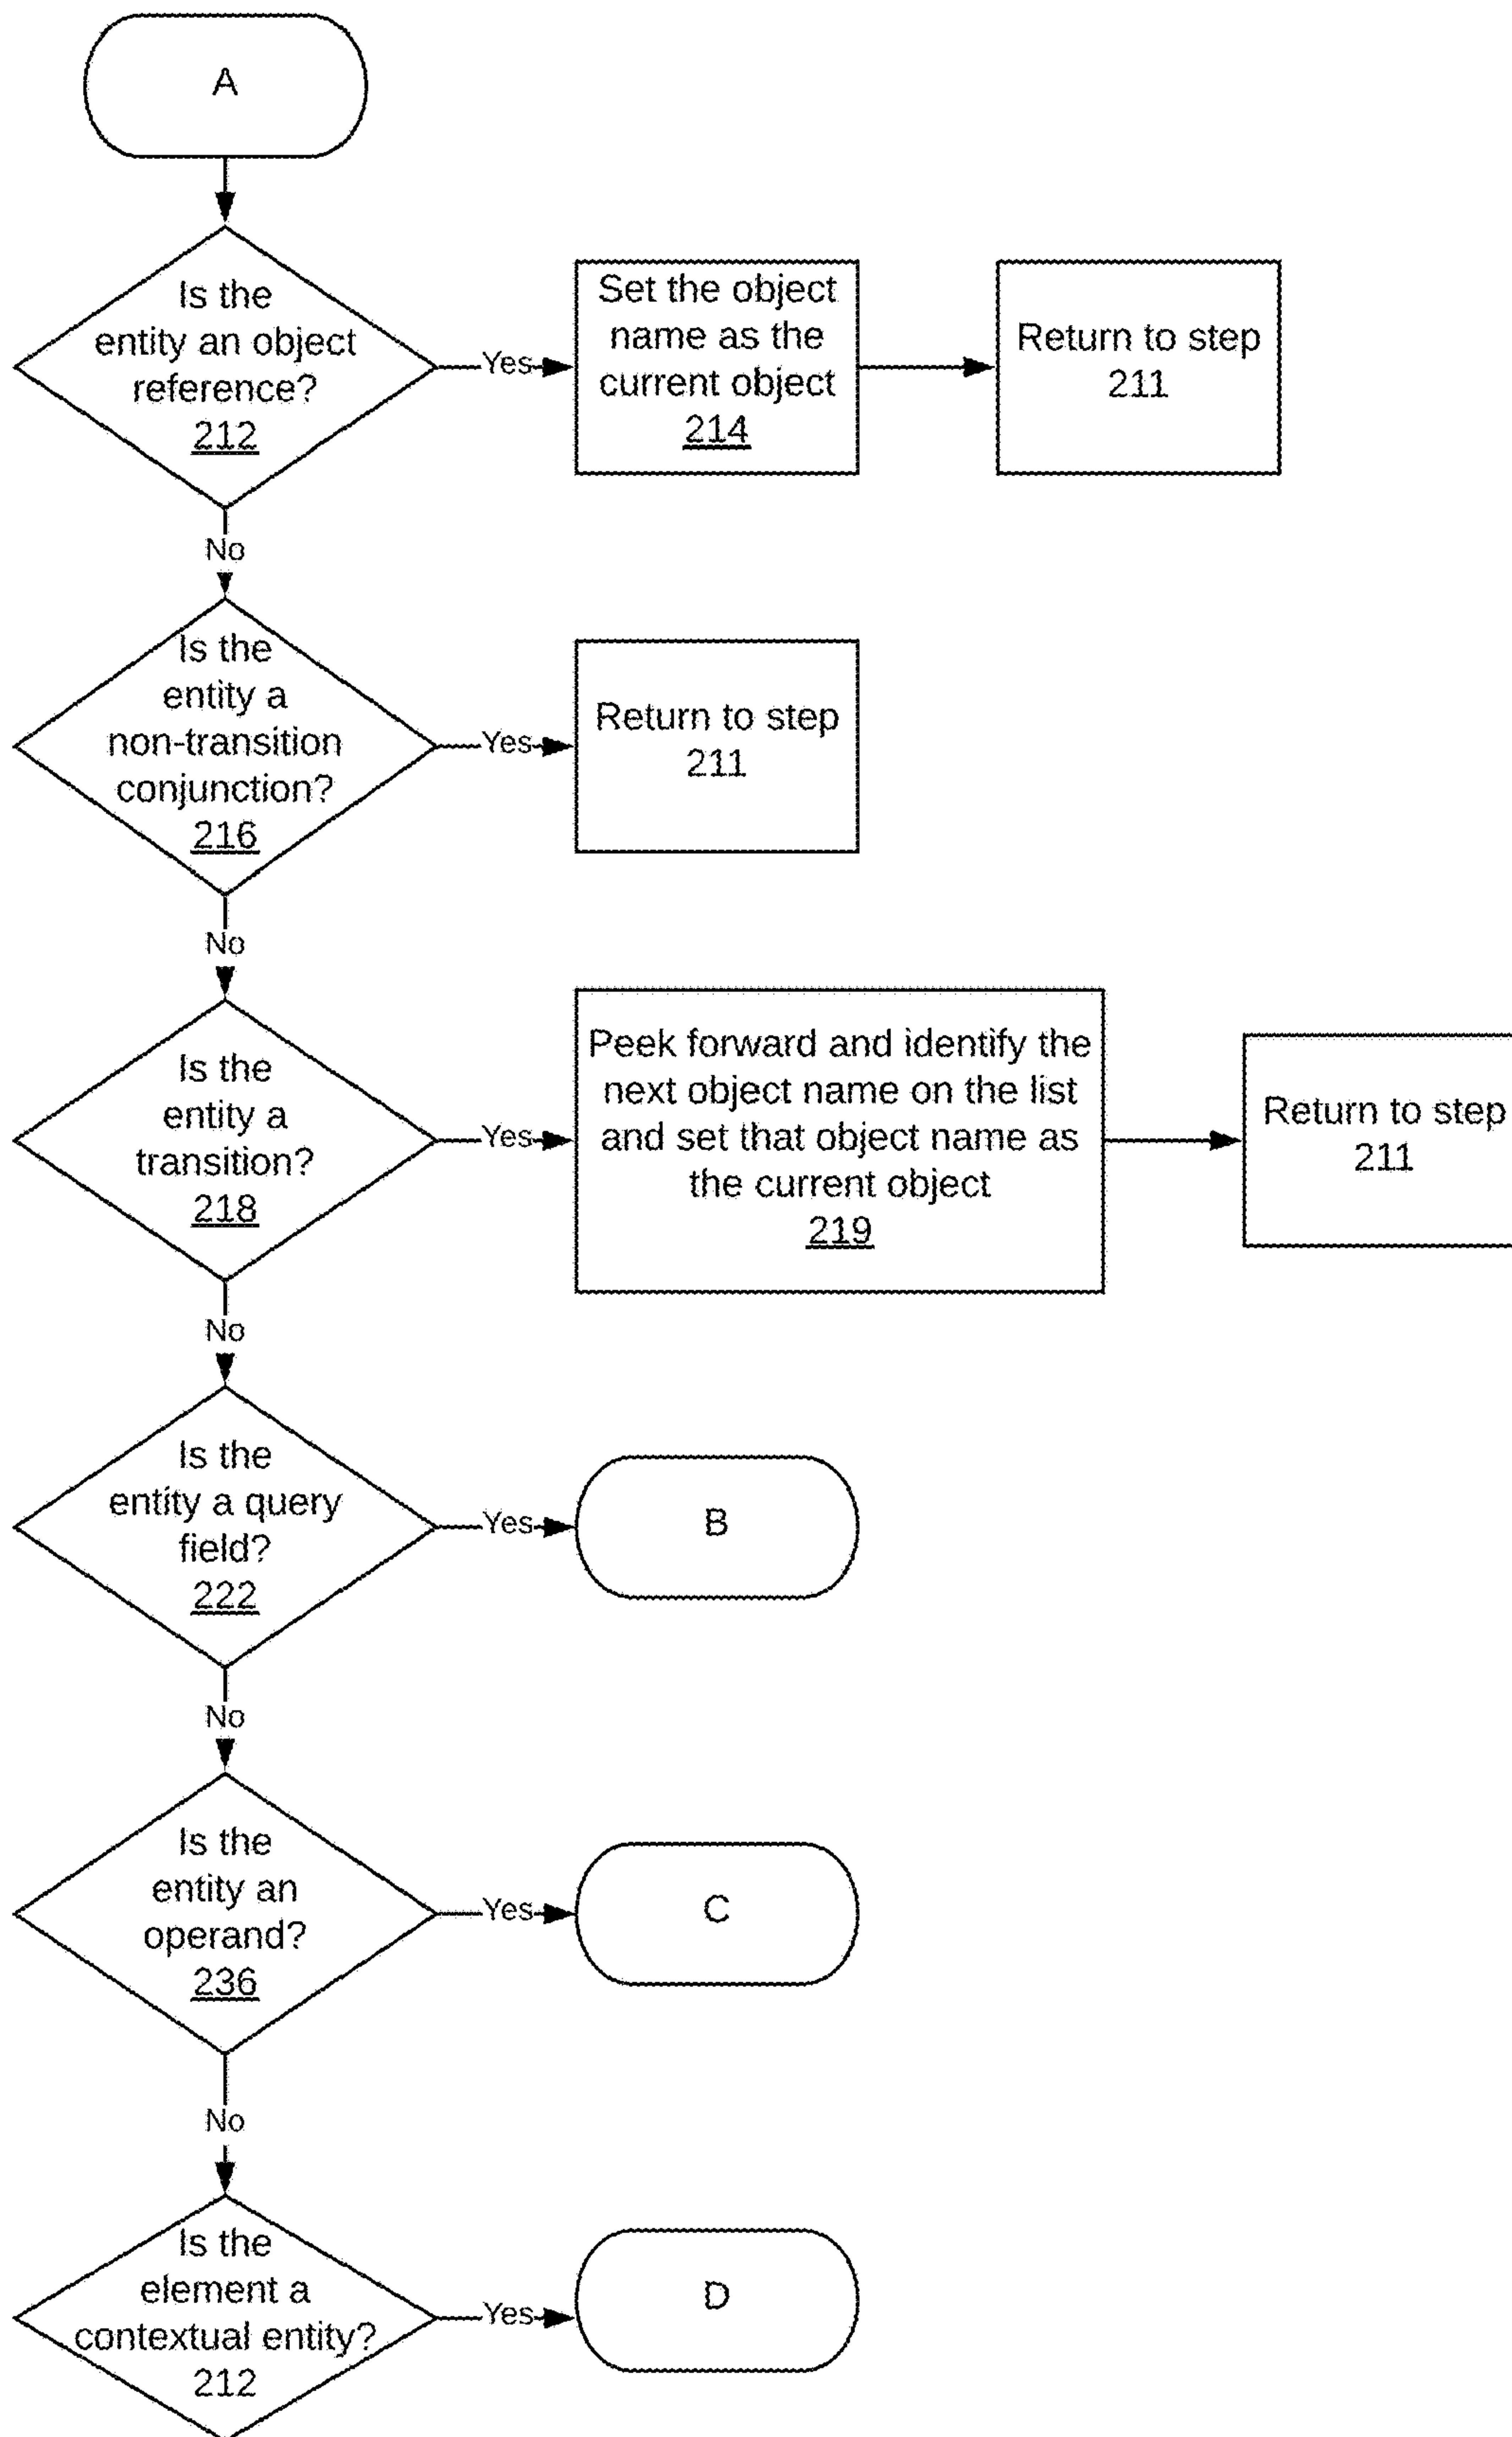 A
Is the
entity an object
reference?
212
Yes
Set the object
name as the
current object
214
Return to step
211
No
Is the
entity a
non-transition
conjunction?
216
Yes
Return to step
211
No
Is the
entity a
transition?
218
Yes
Peek forward and identify the
next object name on the list
and set that object name as
the current object
219
Return to step
211
No
Is the
entity a query
field?
222
Yes
B
No
Is the
entity an
operand?
236
Yes
C
No
Is the
element a
contextual entity?
212
Yes
D